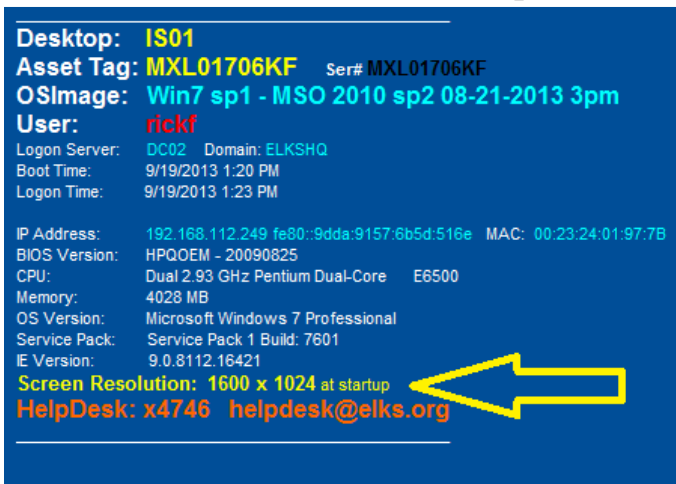 Desktop: IS01
Asset Tag: MXL01706KF Ser# MXL01706KF
OSImage: Win7 sp1 - MSO 2010 sp2 08-21-2013 3pm
User: rickf
Logon Server: DC02 Domain: ELKSHQ
Boot Time: 9/19/2013 1:20 PM
Logon Time: 9/19/2013 1:23 PM
IP Address: 192.168.112.249 fe80::9dda:9157:6b5d:516e MAC: 00:23:24:01:97:7B
BIOS Version: HPQOEM - 20090825
CPU: Dual 2.93 GHz Pentium Dual-Core E6500
Memory: 4028 MB
OS Version: Microsoft Windows 7 Professional
Service Pack: Service Pack 1 Build: 7601
IE Version: 9.0.8112.16421
Screen Resolution: 1600 x 1024 at startup
HelpDesk: x4746 helpdesk@elks.org